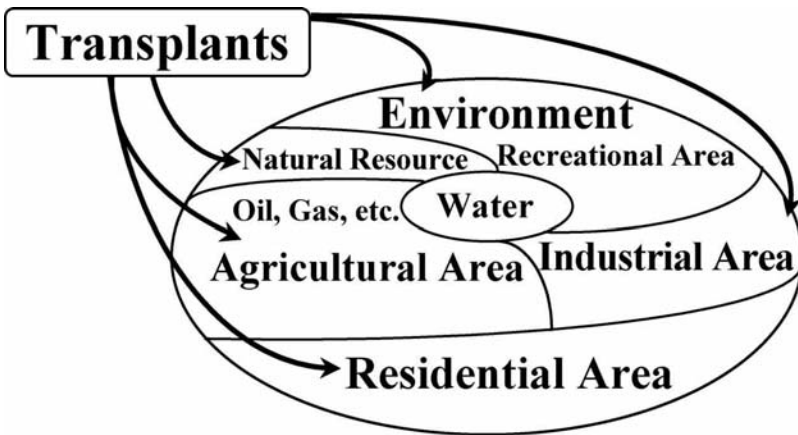 Transplants
Environment
Natural Resource
Recreational Area
Oil, Gas, etc.
Water
Agricultural Area
Industrial Area
Residential Area